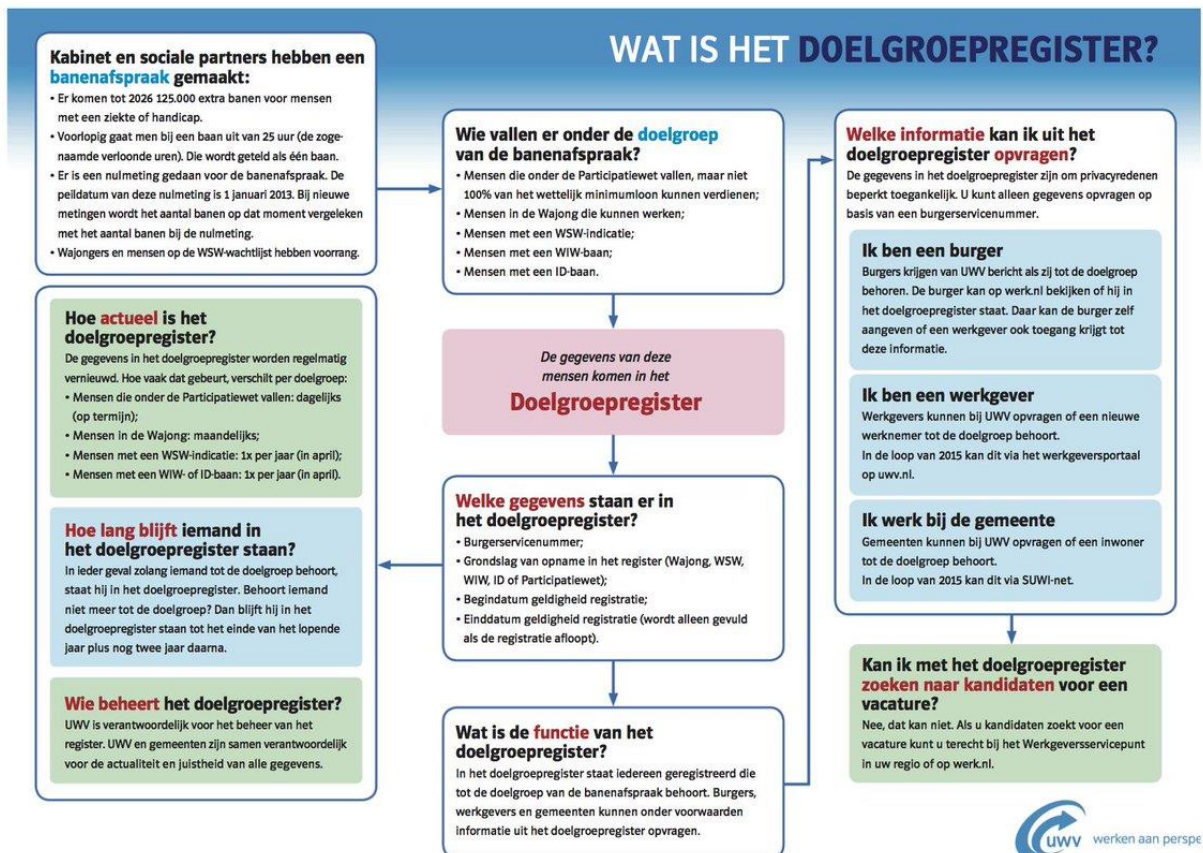 WAT IS HET DOELGROEPREGISTER?
Kabinet en sociale partners hebben een
banenafspraak gemaakt:
• Er komen tot 2026 125.000 extra banen voor mensen
met een ziekte of handicap.
• Voorlopig gaat men bij een baan uit van 25 uur (de zoge-
naamde verloonde uren). Die wordt geteld als één baan.
• Er is een nulmeting gedaan voor de banenafspraak. De
peildatum van deze nulmeting is 1 januari 2013. Bij nieuwe
metingen wordt het aantal banen op dat moment vergeleken
met het aantal banen bij de nulmeting.
• Wajongers en mensen op de WSW-wachtlijst hebben voorrang.
Wie vallen er onder de doelgroep
van de banenafspraak?
• Mensen die onder de Participatiewet vallen, maar niet
100% van het wettelijk minimumloon kunnen verdienen;
• Mensen in de Wajong die kunnen werken;
• Mensen met een WSW-indicatie;
• Mensen met een WIW-baan;
• Mensen met een ID-baan.
De gegevens van deze
mensen komen in het
Doelgroepregister
Welke gegevens staan er in
het doelgroepregister?
• Burgerservicenummer;
• Grondslag van opname in het register (Wajong, WSW,
WIW, ID of Participatiewet);
• Begindatum geldigheid registratie;
• Einddatum geldigheid registratie (wordt alleen gevuld
als de registratie afloopt).
Hoe actueel is het
doelgroepregister?
De gegevens in het doelgroepregister worden regelmatig
vernieuwd. Hoe vaak dat gebeurt, verschilt per doelgroep:
• Mensen die onder de Participatiewet vallen: dagelijks
(op termijn);
• Mensen in de Wajong: maandelijks;
• Mensen met een WSW-indicatie: 1x per jaar (in april);
• Mensen met een WIW- of ID-baan: 1x per jaar (in april).
Hoe lang blijft iemand in
het doelgroepregister staan?
In ieder geval zolang iemand tot de doelgroep behoort,
staat hij in het doelgroepregister. Behoort iemand
niet meer tot de doelgroep? Dan blijft hij in het
doelgroepregister staan tot het einde van het lopende
jaar plus nog twee jaar daarna.
Wie beheert het doelgroepregister?
UWV is verantwoordelijk voor het beheer van het
register. UWV en gemeenten zijn samen verantwoordelijk
voor de actualiteit en juistheid van alle gegevens.
Wat is de functie van het
doelgroepregister?
In het doelgroepregister staat iedereen geregistreerd die
tot de doelgroep van de banenafspraak behoort. Burgers,
werkgevers en gemeenten kunnen onder voorwaarden
informatie uit het doelgroepregister opvragen.
Welke informatie kan ik uit het
doelgroepregister opvragen?
De gegevens in het doelgroepregister zijn om privacyredenen
beperkt toegankelijk. U kunt alleen gegevens opvragen op
basis van een burgerservicenummer.
Ik ben een burger
Burgers krijgen van UWV bericht als zij tot de doelgroep
behoren. De burger kan op werk.nl bekijken of hij in
het doelgroepregister staat. Daar kan de burger zelf
aangeven of een werkgever ook toegang krijgt tot
deze informatie.
Ik ben een werkgever
Werkgevers kunnen bij UWV opvragen of een nieuwe
werknemer tot de doelgroep behoort.
In de loop van 2015 kan dit via het werkgeversportaal
op uwv.nl.
Ik werk bij de gemeente
Gemeenten kunnen bij UWV opvragen of een inwoner
tot de doelgroep behoort.
In de loop van 2015 kan dit via SUWI-net.
Kan ik met het doelgroepregister
zoeken naar kandidaten voor een
vacature?
Nee, dat kan niet. Als u kandidaten zoekt voor een
vacature kunt u terecht bij het Werkgeversservicepunt
in uw regio of op werk.nl.
UWV werken aan perspe